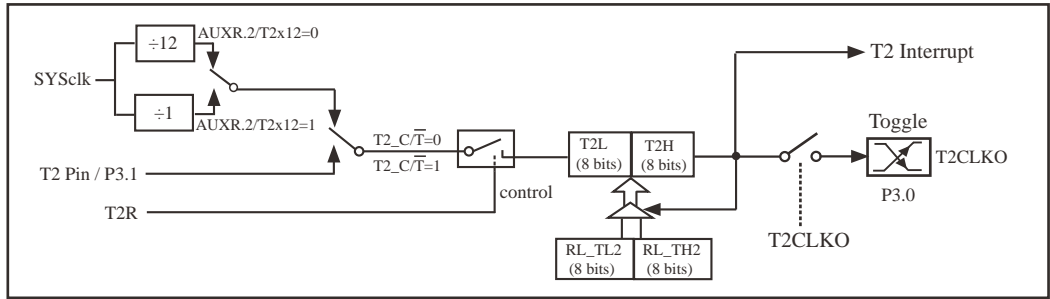 ÷12
AUXR.2/T2x12=0
SYSclk
÷1
AUXR.2/T2x12=1
T2 Pin / P3.1
T2R
T2_C/T̅=0
T2_C/T̅=1
control
T2L
(8 bits)
T2H
(8 bits)
RL_TL2
(8 bits)
RL_TH2
(8 bits)
T2 Interrupt
Toggle
T2CLKO
P3.0
T2CLKO